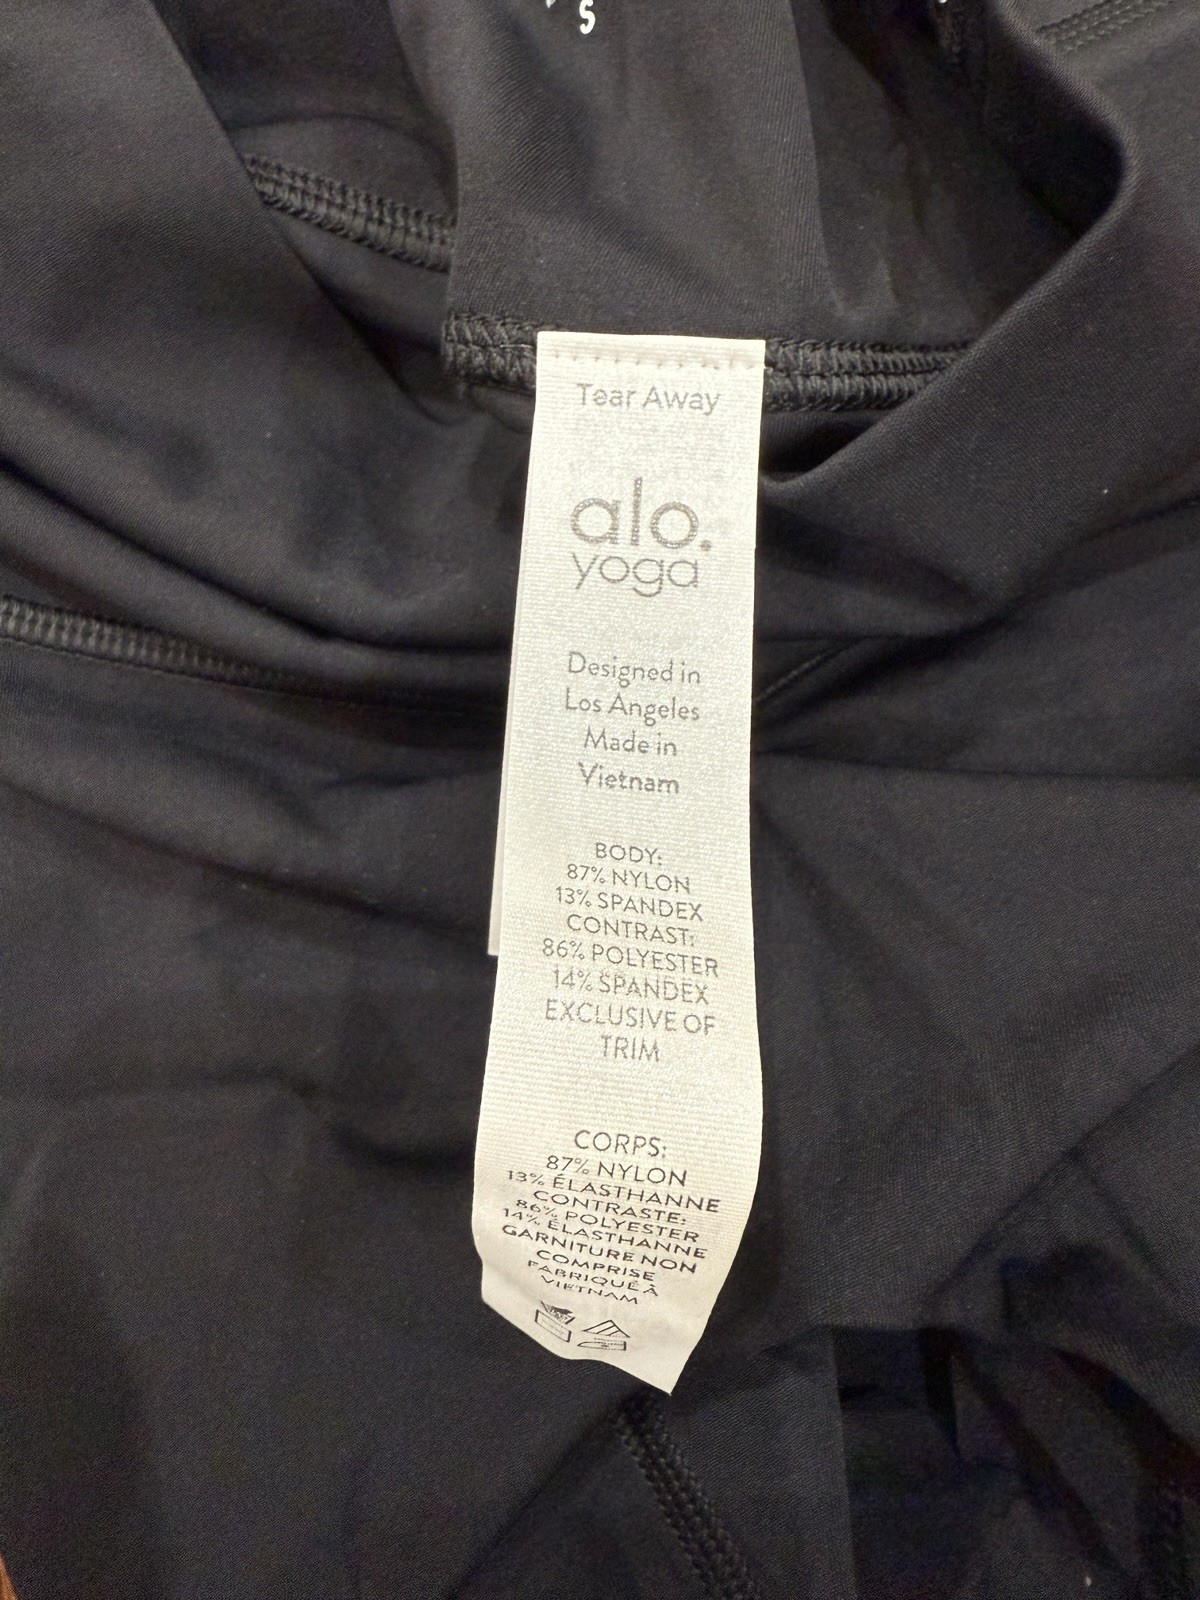 S
Tear Away
alo.
yoga
Designed in
Los Angeles
Made in
Vietnam
BODY:
87% NYLON
13% SPANDEX
CONTRAST:
86% POLYESTER
14% SPANDEX
EXCLUSIVE OF
TRIM
CORPS:
87% NYLON
13% ÉLASTHANNE
CONTRASTE:
86% POLYESTER
14% ÉLASTHANNE
GARNITURE NON
COMPRISE
FABRIQUÉ À
VIETNAM